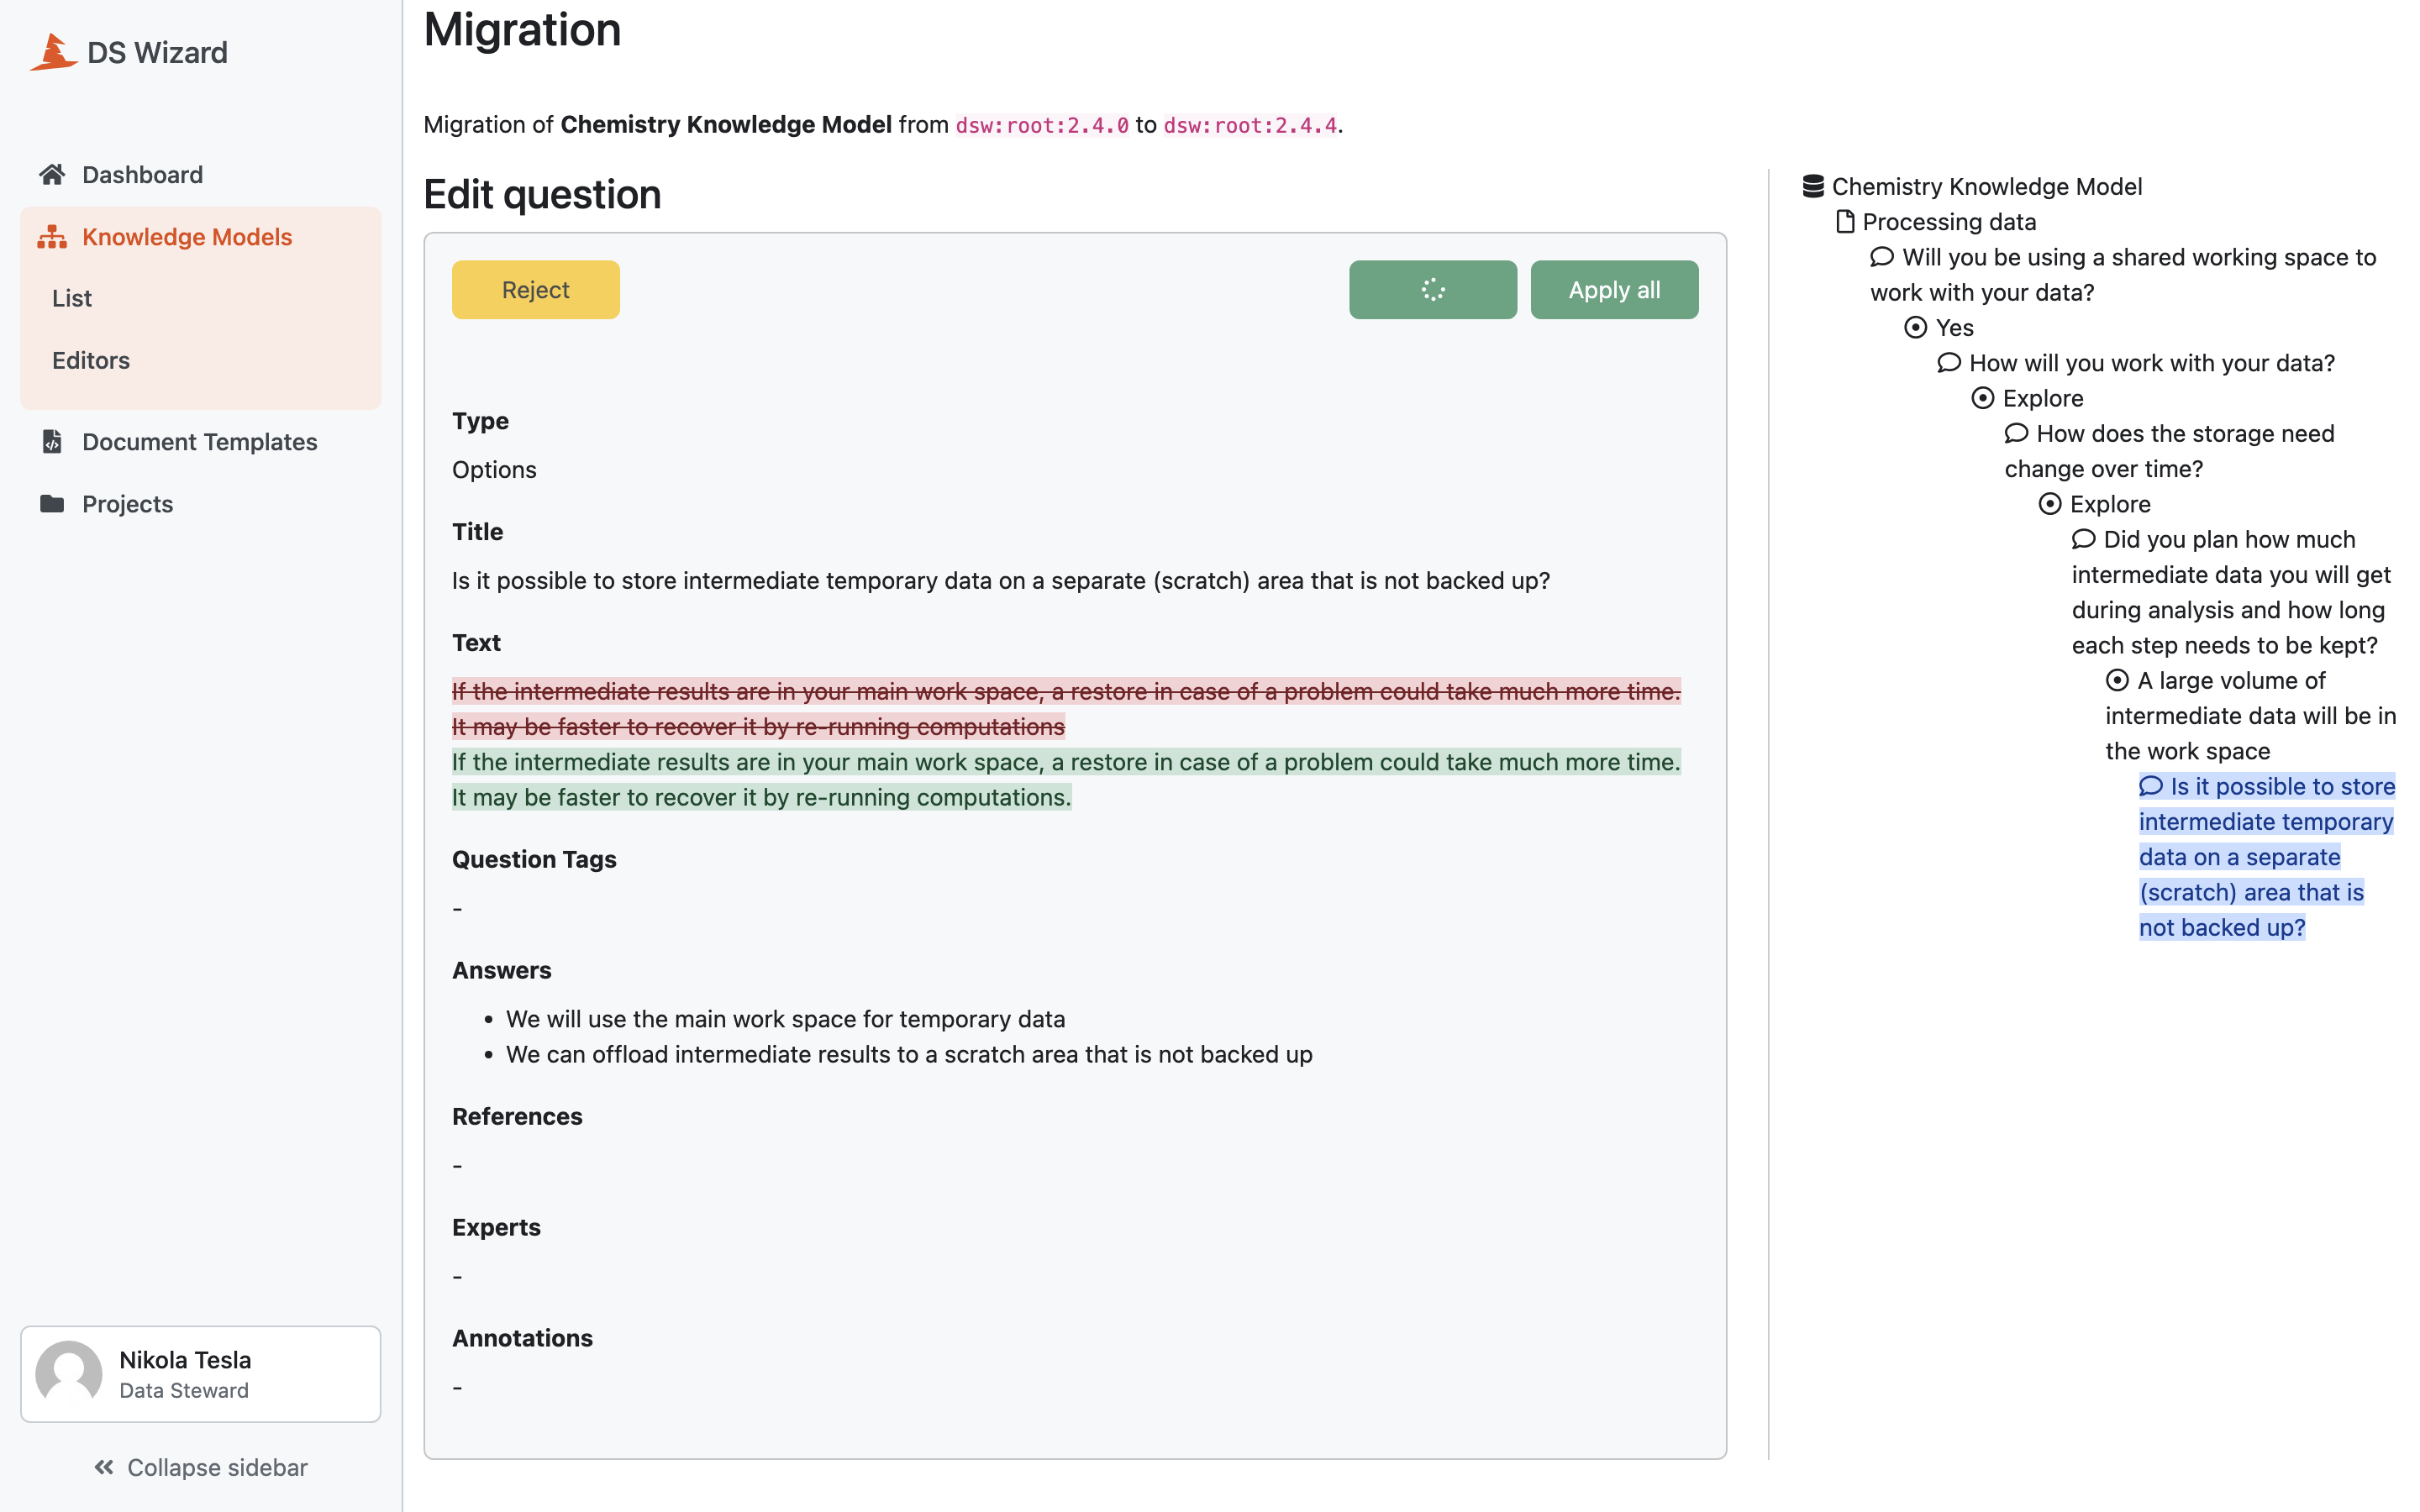 DS Wizard
Dashboard
Knowledge Models
List
Editors
Document Templates
Projects
Nikola Tesla
Data Steward
Collapse sidebar
Migration
Migration of Chemistry Knowledge Model from dsw:root:2.4.0 to dsw:root:2.4.4.
Edit question
Reject
Apply all
Type
Options
Title
Is it possible to store intermediate temporary data on a separate (scratch) area that is not backed up?
Text
If the intermediate results are in your main work space, a restore in case of a problem could take much more time.
It may be faster to recover it by re-running computations
If the intermediate results are in your main work space, a restore in case of a problem could take much more time.
It may be faster to recover it by re-running computations.
Question Tags
-
Answers
• We will use the main work space for temporary data
• We can offload intermediate results to a scratch area that is not backed up
References
-
Experts
-
Annotations
-
Chemistry Knowledge Model
Processing data
Will you be using a shared working space to
work with your data?
Yes
How will you work with your data?
Explore
How does the storage need
change over time?
Explore
Did you plan how much
intermediate data you will get
during analysis and how long
each step needs to be kept?
A large volume of
intermediate data will be in
the work space
Is it possible to store
intermediate temporary
data on a separate
(scratch) area that is
not backed up?